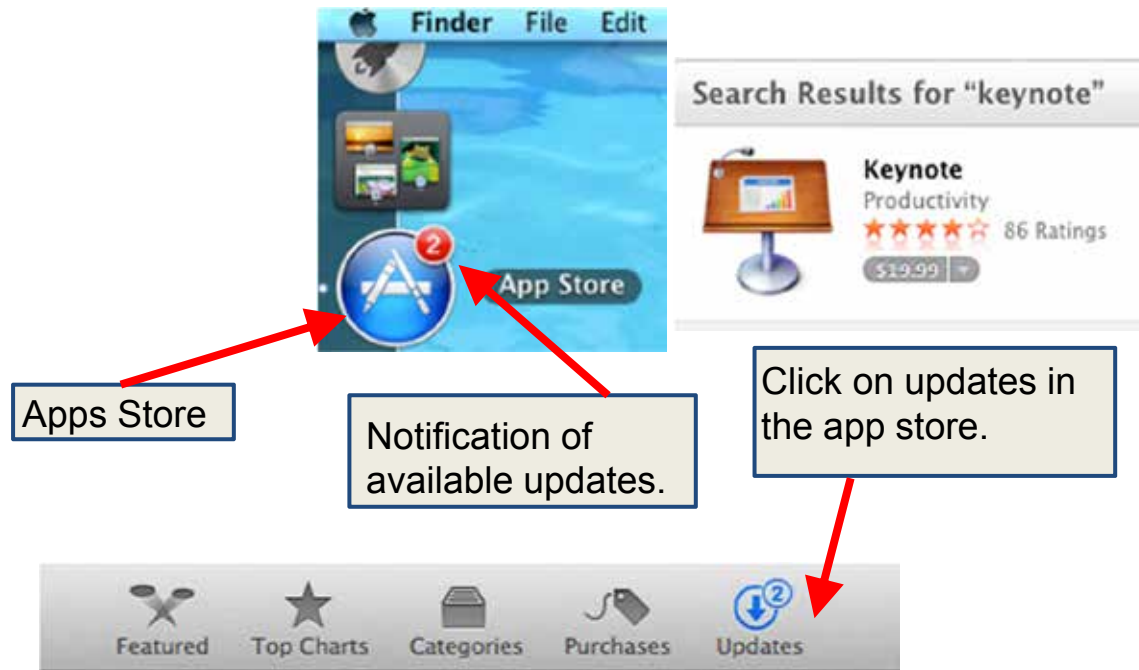 Finder File Edit
2
App Store
Search Results for “keynote”
Keynote
Productivity
86 Ratings
$19.99
Apps Store
Notification of
available updates.
Click on updates in
the app store.
2
Featured Top Charts Categories Purchases Updates